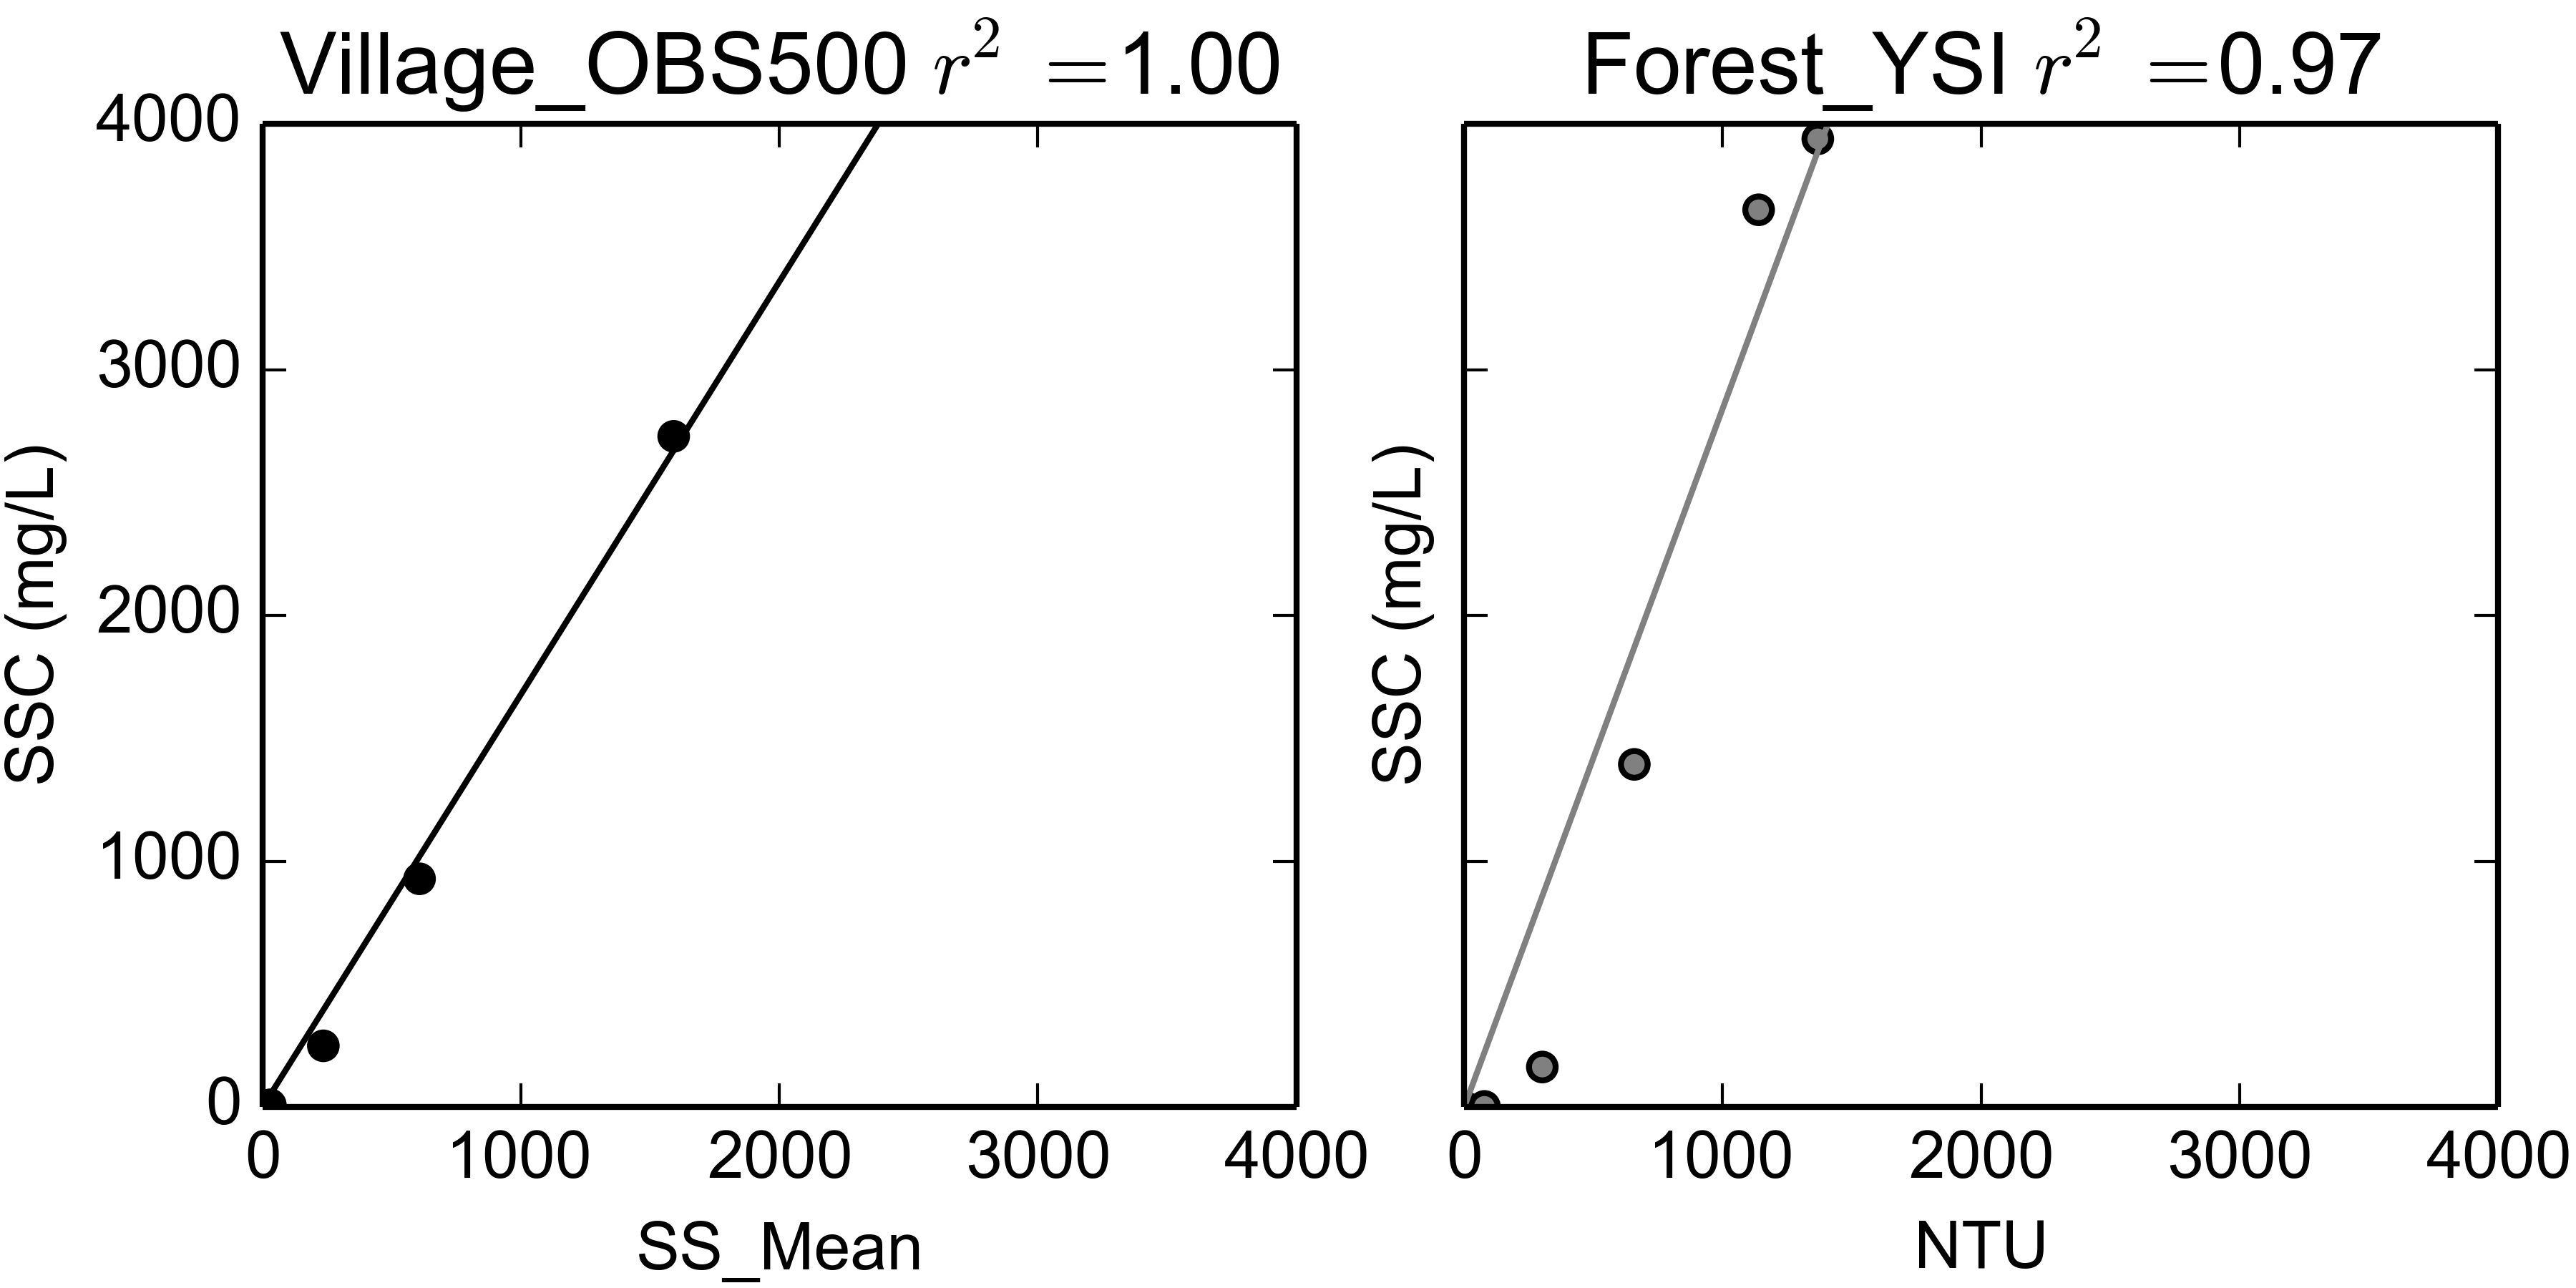 Village_OBS500 r² =1.00
4000
3000
2000
1000
0
SSC (mg/L)
0 1000 2000 3000 4000
SS_Mean
Forest_YSI r² =0.97
SSC (mg/L)
0 1000 2000 3000 4000
NTU